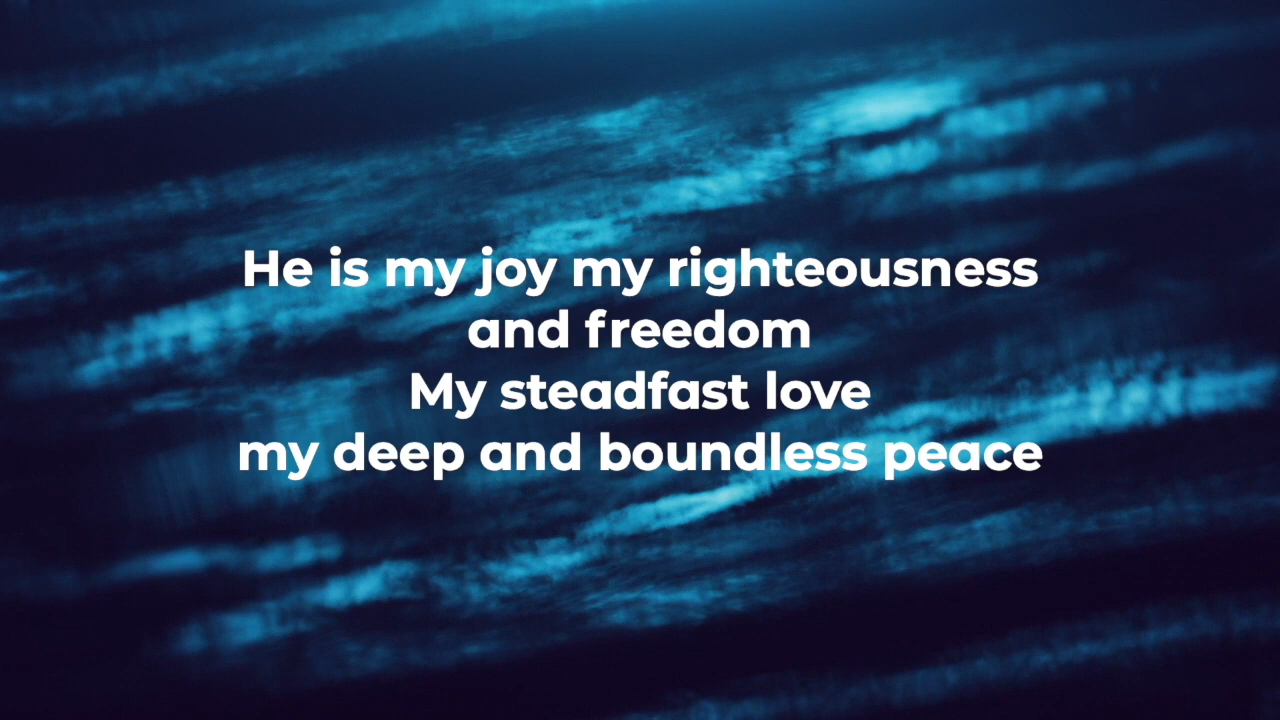 He is my joy my righteousness
and freedom
My steadfast love
my deep and boundless peace